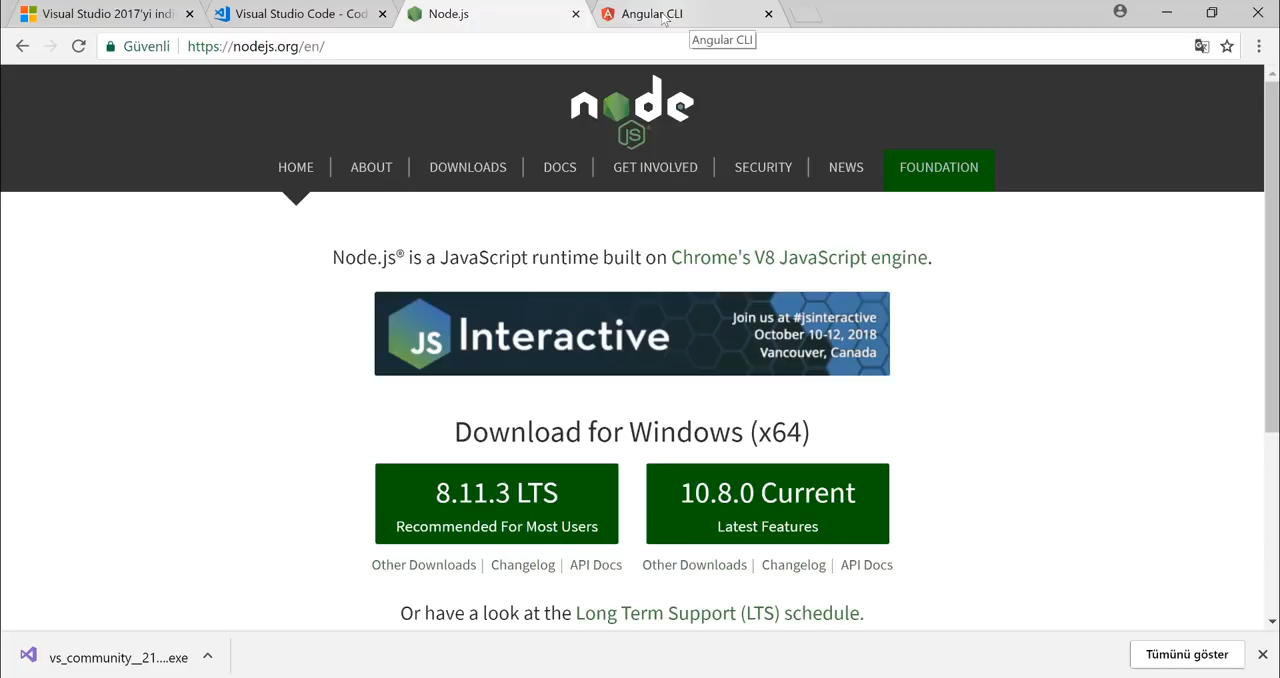 Visual Studio 2017'yi indi
Visual Studio Code - Cod
Node.js
Angular CLI
Angular CLI
Güvenli
https://nodejs.org/en/
node
JS
HOME
ABOUT
DOWNLOADS
DOCS
GET INVOLVED
SECURITY
NEWS
FOUNDATION
Node.js® is a JavaScript runtime built on Chrome's V8 JavaScript engine.
JS Interactive
Join us at #jsinteractive
October 10-12, 2018
Vancouver, Canada
Download for Windows (x64)
8.11.3 LTS
Recommended For Most Users
10.8.0 Current
Latest Features
Other Downloads | Changelog | API Docs
Other Downloads | Changelog | API Docs
Or have a look at the Long Term Support (LTS) schedule.
vs_community__21....exe
Tümünü göster